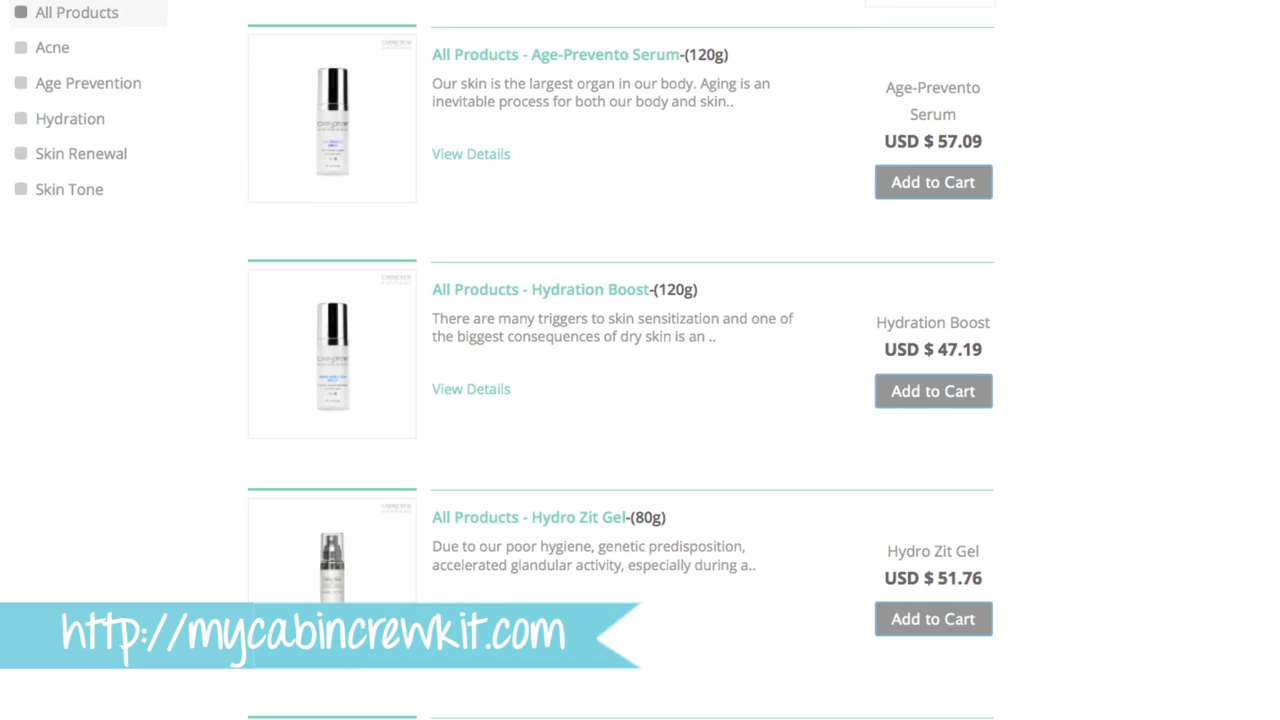 All Products
Acne
Age Prevention
Hydration
Skin Renewal
Skin Tone
All Products - Age-Prevento Serum-(120g)
Our skin is the largest organ in our body. Aging is an
inevitable process for both our body and skin..
View Details
Age-Prevento
Serum
USD $ 57.09
Add to Cart
All Products - Hydration Boost-(120g)
There are many triggers to skin sensitization and one of
the biggest consequences of dry skin is an ..
View Details
Hydration Boost
USD $ 47.19
Add to Cart
All Products - Hydro Zit Gel-(80g)
Due to our poor hygiene, genetic predisposition,
accelerated glandular activity, especially during a..
Hydro Zit Gel
USD $ 51.76
Add to Cart
http://mycabincrewkit.com